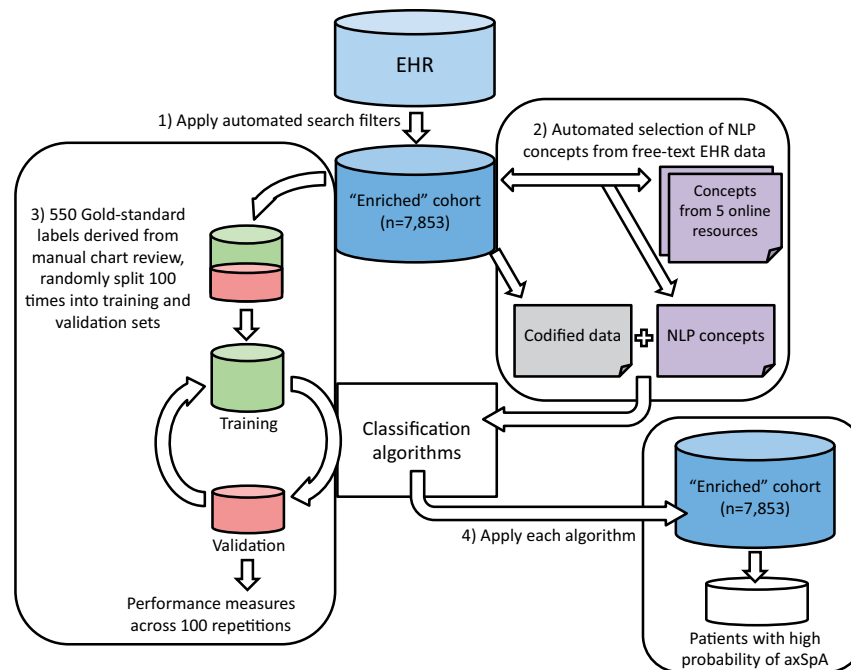 EHR
1) Apply automated search filters
“Enriched” cohort
(n=7,853)
2) Automated selection of NLP
concepts from free-text EHR data
Concepts
from 5 online
resources
Codified data
NLP concepts
3) 550 Gold-standard
labels derived from
manual chart review,
randomly split 100
times into training and
validation sets
Training
Validation
Performance measures
across 100 repetitions
Classification
algorithms
4) Apply each algorithm
“Enriched” cohort
(n=7,853)
Patients with high
probability of axSpA